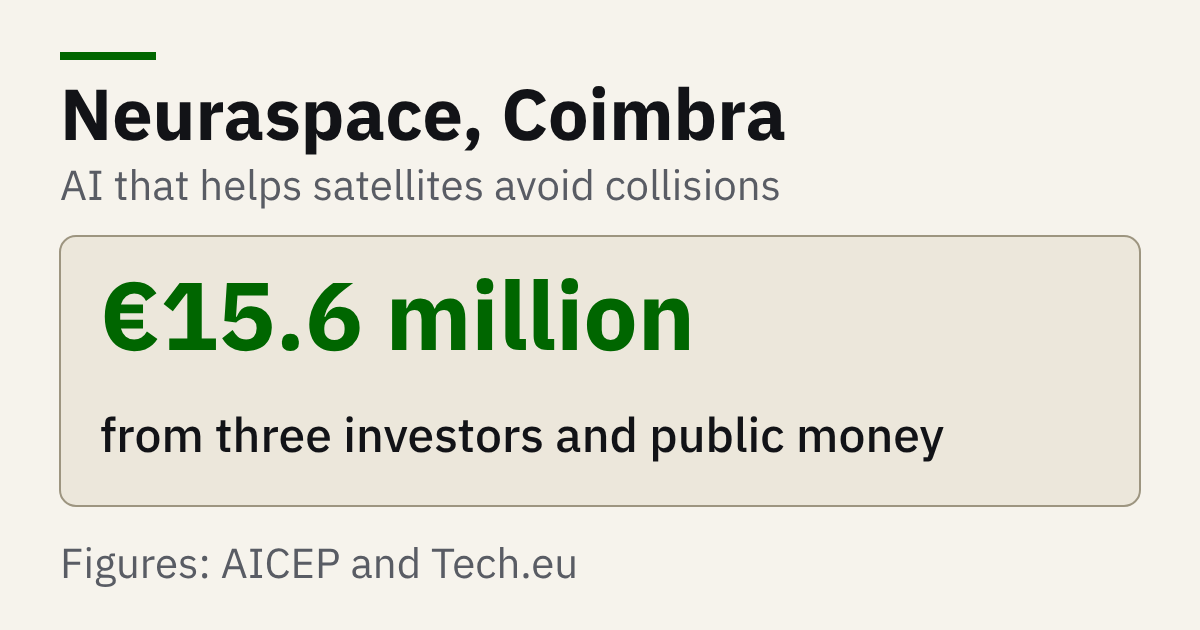 Neuraspace, Coimbra
AI that helps satellites avoid collisions
€15.6 million
from three investors and public money
Figures: AICEP and Tech.eu